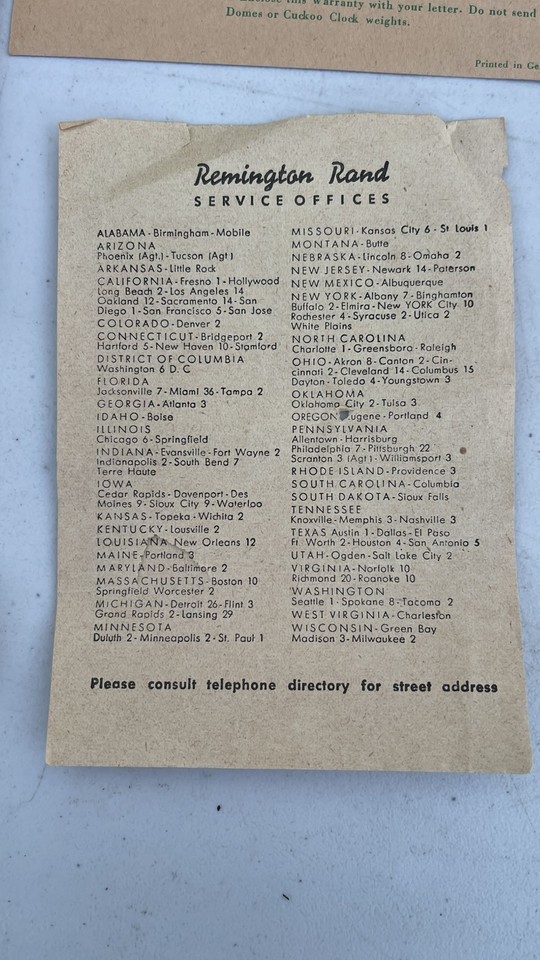 this warranty with your letter. Do not send
Domes or Cuckoo Clock weights.
Printed in Ge
Remington Rand
SERVICE OFFICES
ALABAMA - Birmingham - Mobile
ARIZONA
Phoenix (Agt.) - Tucson (Agt)
ARKANSAS - Little Rock
CALIFORNIA - Fresno 1 - Hollywood
Long Beach 2 - Los Angeles 14
Oakland 12 - Sacramento 14 - San
Diego 1 - San Francisco 5 - San Jose
COLORADO - Denver 2
CONNECTICUT - Bridgeport 2
Hartford 5 - New Haven 10 - Stamford
DISTRICT OF COLUMBIA
Washington 6 D. C
FLORIDA
Jacksonville 7 - Miami 36 - Tampa 2
GEORGIA - Atlanta 3
IDAHO - Boise
ILLINOIS
Chicago 6 - Springfield
INDIANA - Evansville - Fort Wayne 2
Indianapolis 2 - South Bend 7
Terre Haute
IOWA
Cedar Rapids - Davenport - Des
Moines 9 - Sioux City 9 - Waterloo
KANSAS - Topeka - Wichita 2
KENTUCKY - Lousville 2
LOUISIANA New Orleans 12
MAINE - Portland 3
MARYLAND - Baltimore 2
MASSACHUSETTS - Boston 10
Springfield Worcester 2
MICHIGAN - Detroit 26 - Flint 3
Grand Rapids 2 - Lansing 29
MINNESOTA
Duluth 2 - Minneapolis 2 - St. Paul 1
MISSOURI - Kansas City 6 - St Louis 1
MONTANA - Butte
NEBRASKA - Lincoln 8 - Omaha 2
NEW JERSEY - Newark 14 - Paterson
NEW MEXICO - Albuquerque
NEW YORK - Albany 7 - Binghamton
Buffalo 2 - Elmira - New YORK City 10
Rochester 4 - Syracuse 2 - Utica 2
White Plains
NORTH CAROLINA
Charlotte 1 - Greensboro - Raleigh
OHIO - Akron 8 - Canton 2 - Cin-
cinnati 2 - Cleveland 14 - Columbus 15
Dayton - Toledo 4 - Youngstown 3
OKLAHOMA
Oklahoma City 2 - Tulsa 3
OREGON ugene - Portland 4
PENNSYLVANIA
Allentown - Harrisburg
Philadelphia 7 - Pittsburgh 22
Scranton 3 (Agt) - Williamsport 3
RHODE ISLAND - Providence 3
SOUTH CAROLINA - Columbia
SOUTH DAKOTA - Sioux Falls
TENNESSEE
Knoxville - Memphis 3 - Nashville 3
TEXAS Austin 1 - Dallas - El Paso
Ft. Worth 2 - Houston 4 - San Antonio 5
UTAH - Ogden - Salt Lake City 2
VIRGINIA - Norfolk 10
Richmond 20 - Roanoke 10
WASHINGTON
Seattle 1 - Spokane 8 - Tacoma 2
WEST VIRGINIA - Charleston
WISCONSIN - Green Bay
Madison 3 - Milwaukee 2
Please consult telephone directory for street address